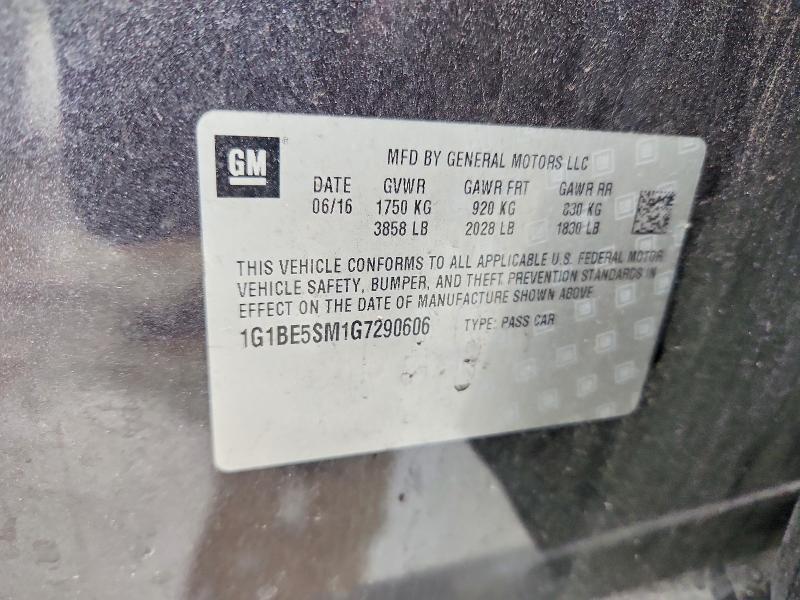 GM
MFD BY GENERAL MOTORS LLC
DATE GVWR GAWR FRT GAWR RR
06/16 1750 KG 920 KG 830 KG
3858 LB 2028 LB 1830 LB
THIS VEHICLE CONFORMS TO ALL APPLICABLE U.S. FEDERAL MOTOR
VEHICLE SAFETY, BUMPER, AND THEFT PREVENTION STANDARDS IN
EFFECT ON THE DATE OF MANUFACTURE SHOWN ABOVE.
1G1BE5SM1G7290606 TYPE: PASS CAR